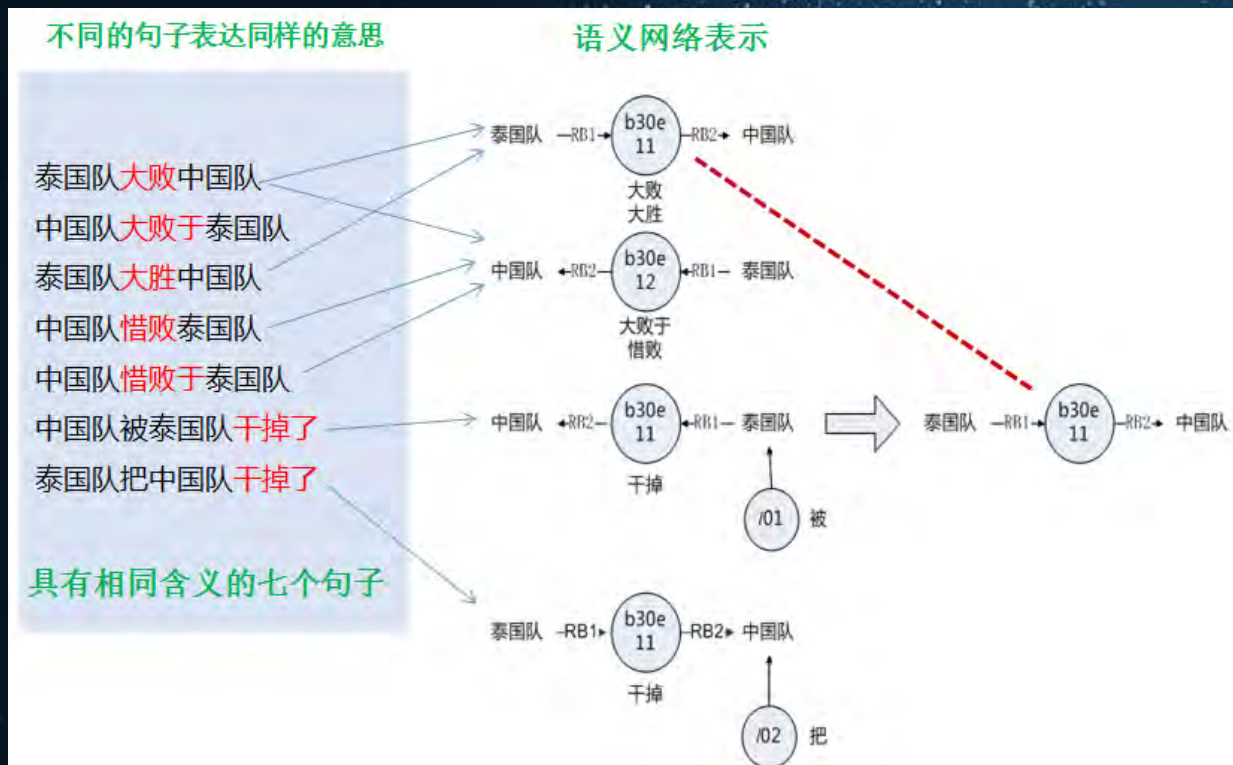 不同的句子表达同样的意思
语义网络表示
泰国队大败中国队
中国队大败于泰国队
泰国队大胜中国队
中国队惜败泰国队
中国队惜败于泰国队
中国队被泰国队干掉了
泰国队把中国队干掉了
具有相同含义的七个句子
泰国队 RB1 b30e 11 RB2 中国队
大败
大胜
中国队 RB2 b30e 12 RB1 泰国队
大败于
惜败
中国队 RB2 b30e 11 RB1 泰国队
干掉
/01 被
泰国队 RB1 b30e 11 RB2 中国队
泰国队 RB1 b30e 11 RB2 中国队
干掉
/02 把